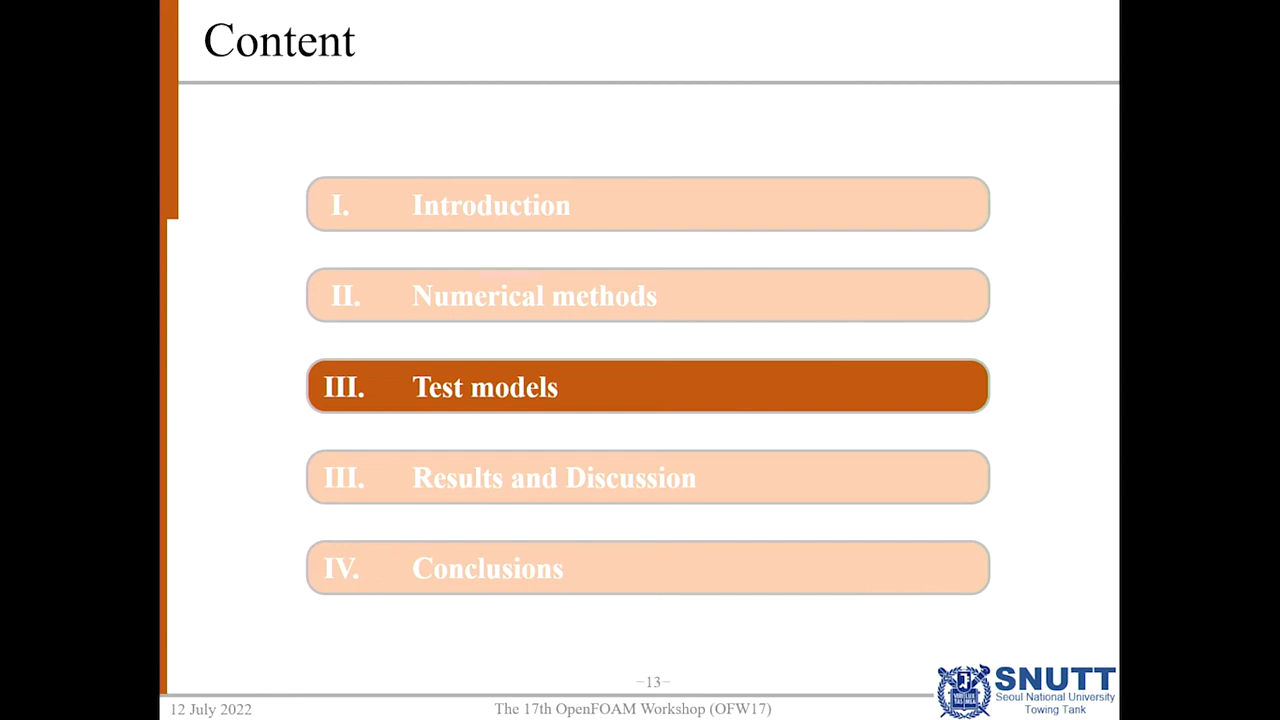 Content
I. Introduction
II. Numerical methods
III. Test models
III. Results and Discussion
IV. Conclusions
−13−
12 July 2022
The 17th OpenFOAM Workshop (OFW17)
SNUTT
Seoul National University
Towing Tank